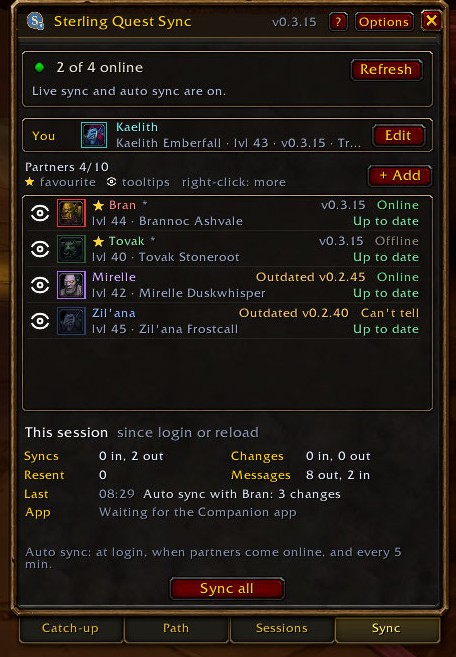 Sterling Quest Sync v0.3.15 ? Options X
2 of 4 online
Refresh
Live sync and auto sync are on.
You
Kaelith
Kaelith Emberfall · lvl 43 · v0.3.15 · Tr...
Edit
Partners 4/10
favourite tooltips right-click: more
+ Add
Bran * v0.3.15 Online
lvl 44 · Brannoc Ashvale Up to date
Tovak * v0.3.15 Offline
lvl 40 · Tovak Stoneroot Up to date
Mirelle Outdated v0.2.45 Online
lvl 42 · Mirelle Duskwhisper Up to date
Zil'ana Outdated v0.2.40 Can't tell
lvl 45 · Zil'ana Frostcall Up to date
This session since login or reload
Syncs 0 in, 2 out Changes 0 in, 0 out
Resent 0 Messages 8 out, 2 in
Last 08:29 Auto sync with Bran: 3 changes
App Waiting for the Companion app
Auto sync: at login, when partners come online, and every 5
min.
Sync all
Catch-up Path Sessions Sync